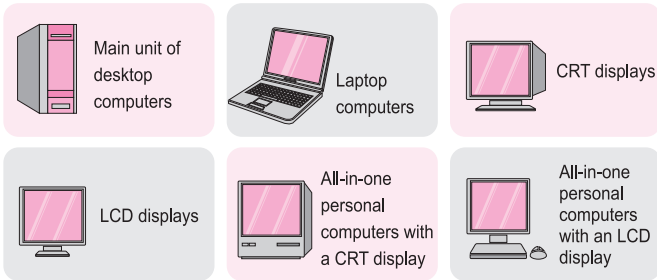 Main unit of
desktop
computers
Laptop
computers
CRT displays
LCD displays
All-in-one
personal
computers with
a CRT display
All-in-one
personal
computers
with an LCD
display